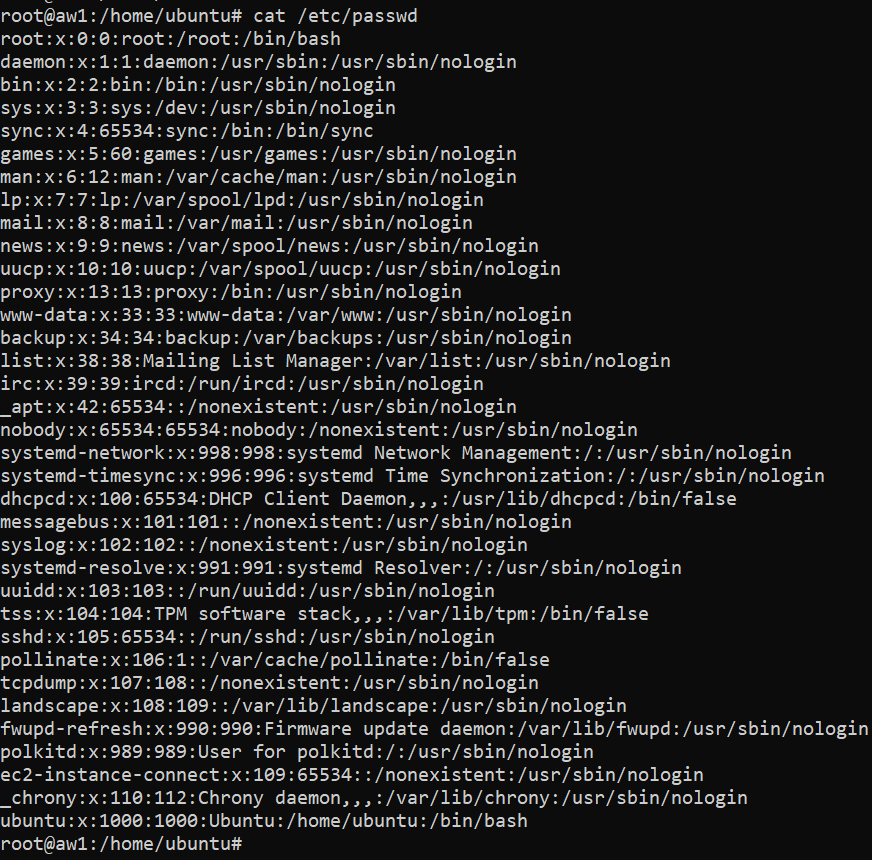 root@aw1:/home/ubuntu# cat /etc/passwd
root:x:0:0:root:/root:/bin/bash
daemon:x:1:1:daemon:/usr/sbin:/usr/sbin/nologin
bin:x:2:2:bin:/bin:/usr/sbin/nologin
sys:x:3:3:sys:/dev:/usr/sbin/nologin
sync:x:4:65534:sync:/bin:/bin/sync
games:x:5:60:games:/usr/games:/usr/sbin/nologin
man:x:6:12:man:/var/cache/man:/usr/sbin/nologin
lp:x:7:7:lp:/var/spool/lpd:/usr/sbin/nologin
mail:x:8:8:mail:/var/mail:/usr/sbin/nologin
news:x:9:9:news:/var/spool/news:/usr/sbin/nologin
uucp:x:10:10:uucp:/var/spool/uucp:/usr/sbin/nologin
proxy:x:13:13:proxy:/bin:/usr/sbin/nologin
www-data:x:33:33:www-data:/var/www:/usr/sbin/nologin
backup:x:34:34:backup:/var/backups:/usr/sbin/nologin
list:x:38:38:Mailing List Manager:/var/list:/usr/sbin/nologin
irc:x:39:39:ircd:/run/ircd:/usr/sbin/nologin
_apt:x:42:65534::/nonexistent:/usr/sbin/nologin
nobody:x:65534:65534:nobody:/nonexistent:/usr/sbin/nologin
systemd-network:x:998:998:systemd Network Management:/:/usr/sbin/nologin
systemd-timesync:x:996:996:systemd Time Synchronization:/:/usr/sbin/nologin
dhcpcd:x:100:65534:DHCP Client Daemon,,,:/usr/lib/dhcpcd:/bin/false
messagebus:x:101:101::/nonexistent:/usr/sbin/nologin
syslog:x:102:102::/nonexistent:/usr/sbin/nologin
systemd-resolve:x:991:991:systemd Resolver:/:/usr/sbin/nologin
uuidd:x:103:103::/run/uuidd:/usr/sbin/nologin
tss:x:104:104:TPM software stack,,,:/var/lib/tpm:/bin/false
sshd:x:105:65534::/run/sshd:/usr/sbin/nologin
pollinate:x:106:1::/var/cache/pollinate:/bin/false
tcpdump:x:107:108::/nonexistent:/usr/sbin/nologin
landscape:x:108:109::/var/lib/landscape:/usr/sbin/nologin
fwupd-refresh:x:990:990:Firmware update daemon:/var/lib/fwupd:/usr/sbin/nologin
polkitd:x:989:989:User for polkitd:/:/usr/sbin/nologin
ec2-instance-connect:x:109:65534::/nonexistent:/usr/sbin/nologin
_chrony:x:110:112:Chrony daemon,,,:/var/lib/chrony:/usr/sbin/nologin
ubuntu:x:1000:1000:Ubuntu:/home/ubuntu:/bin/bash
root@aw1:/home/ubuntu#